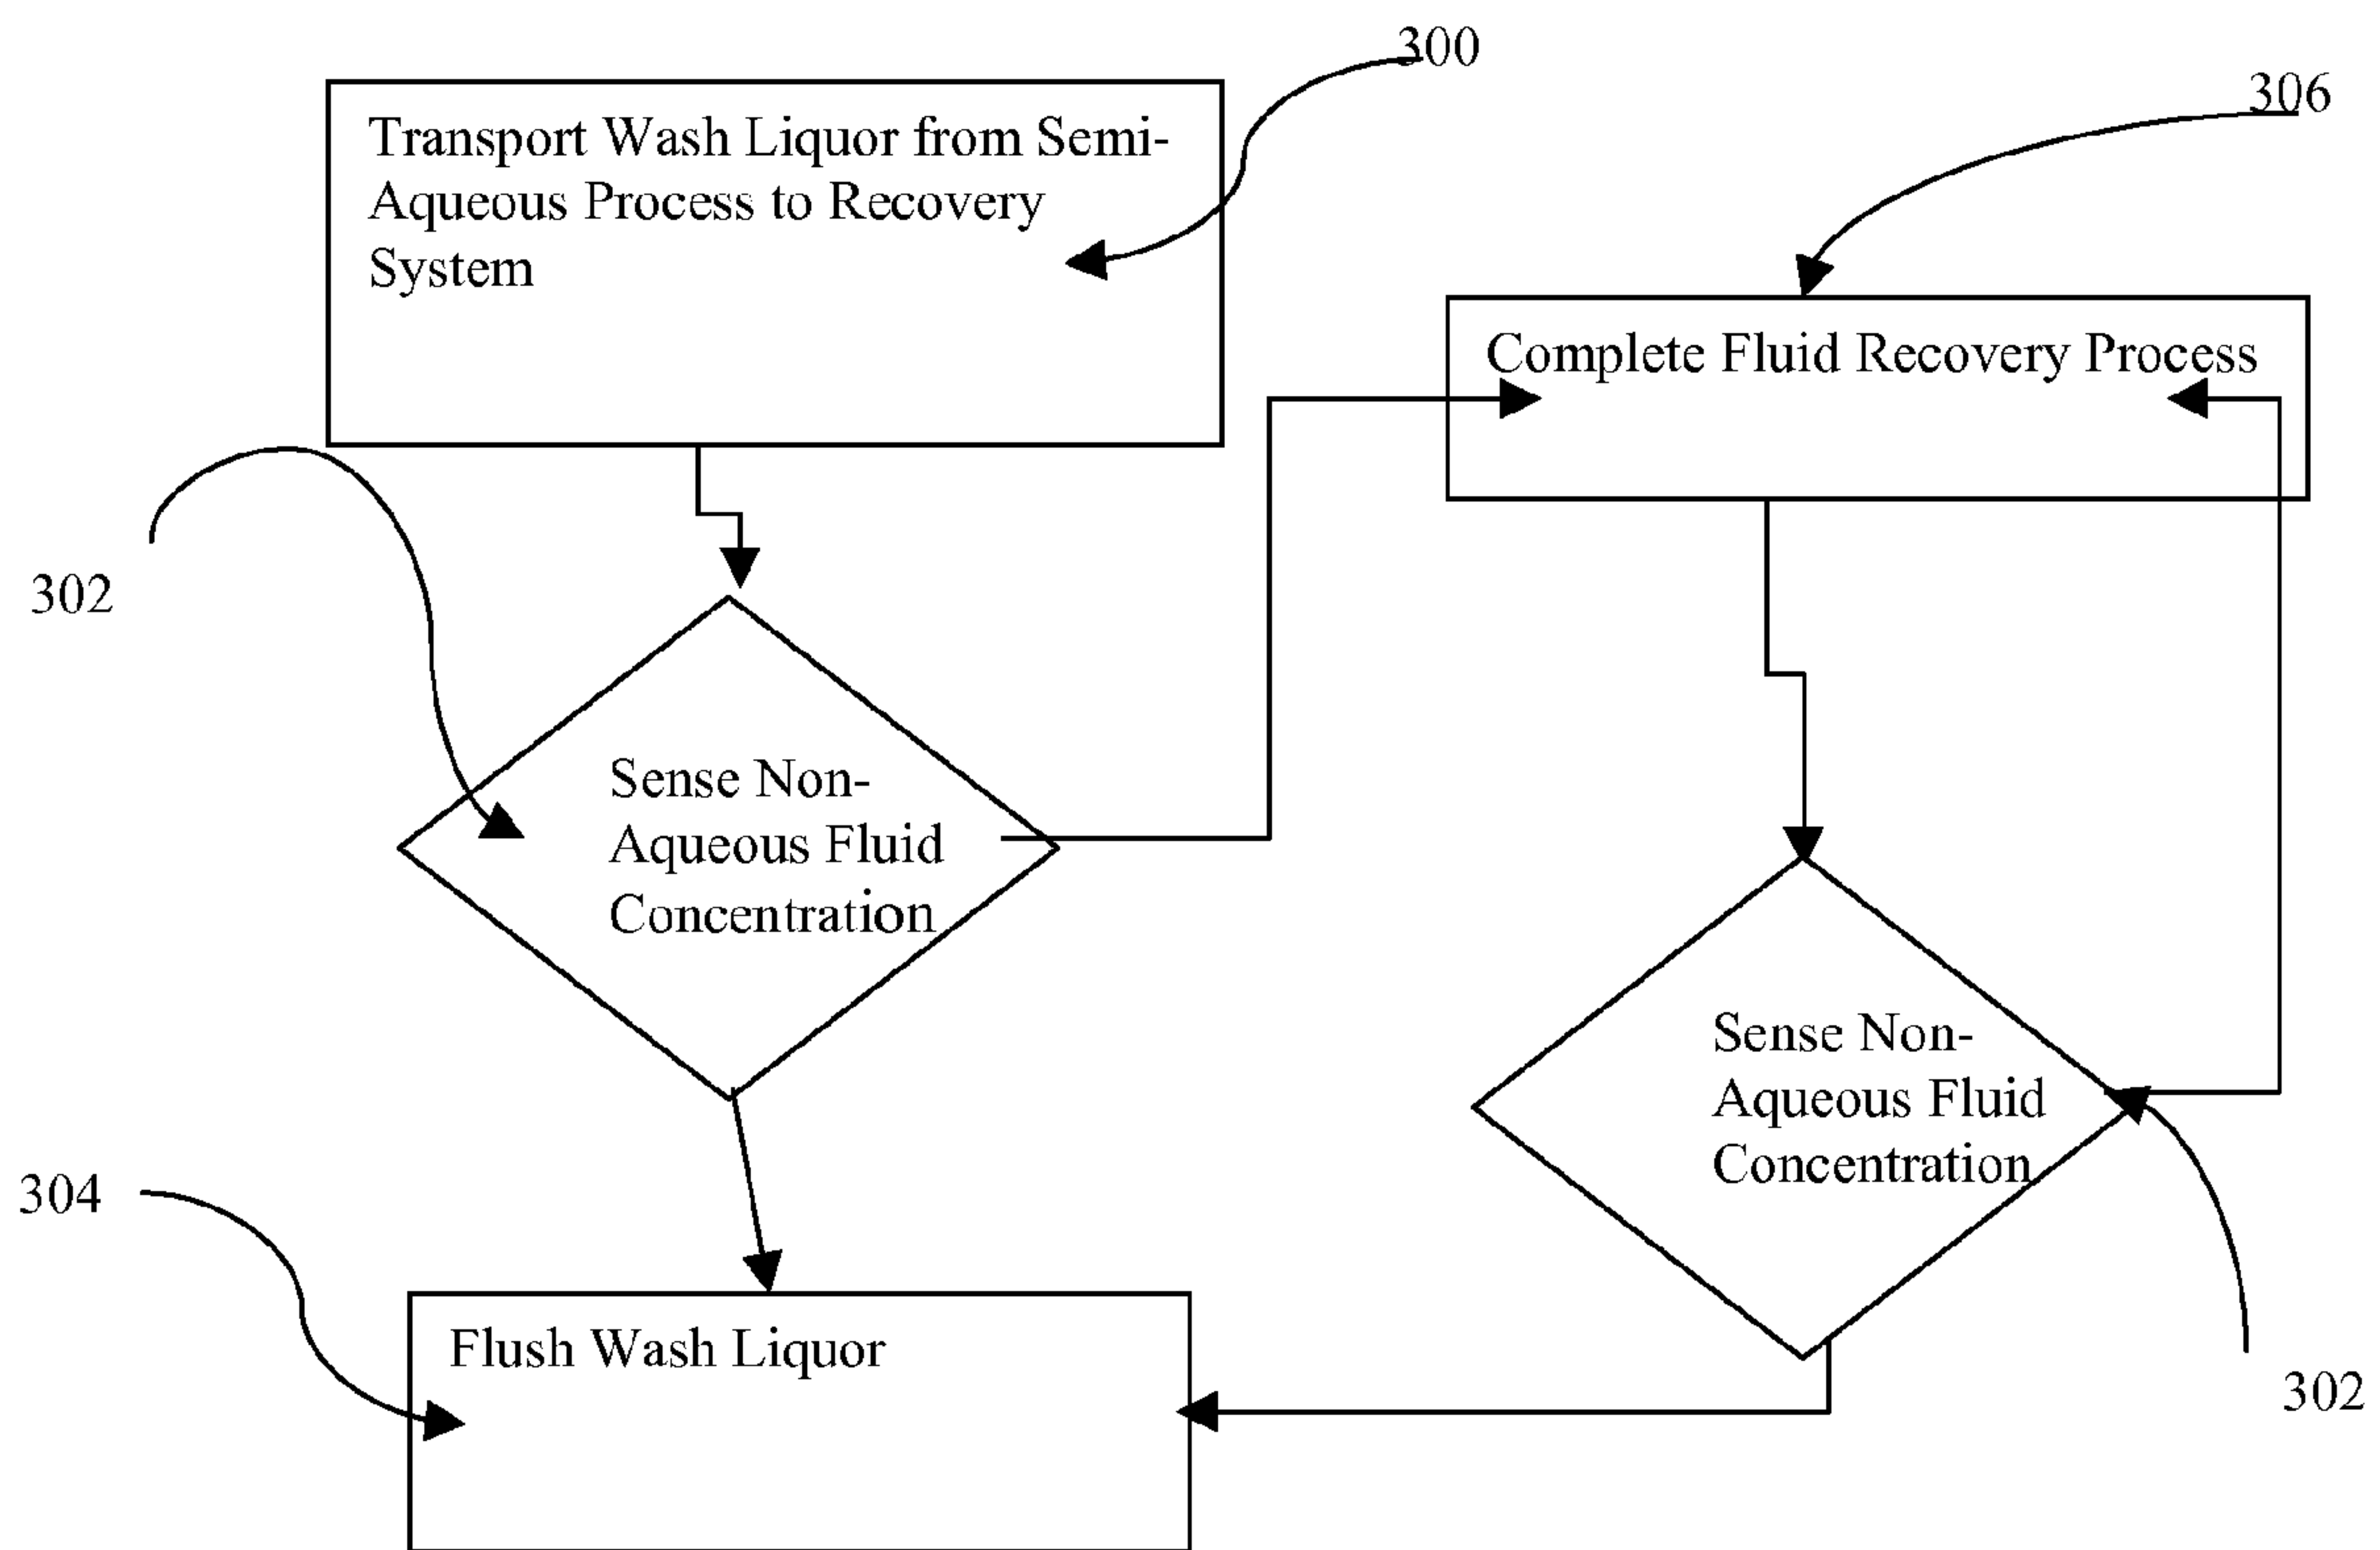 300
306
Transport Wash Liquor from Semi-
Aqueous Process to Recovery
System
Complete Fluid Recovery Process
302
Sense Non-
Aqueous Fluid
Concentration
Sense Non-
Aqueous Fluid
Concentration
304
Flush Wash Liquor
302